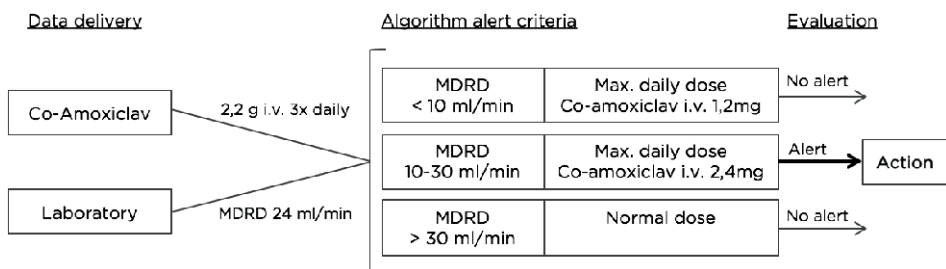 Data delivery
Algorithm alert criteria
Evaluation
Co-Amoxiclav
2,2 g i.v. 3x daily
Laboratory
MDRD 24 ml/min
MDRD
< 10 ml/min
Max. daily dose
Co-amoxiclav i.v. 1,2mg
No alert
MDRD
10-30 ml/min
Max. daily dose
Co-amoxiclav i.v. 2,4mg
Alert
Action
MDRD
> 30 ml/min
Normal dose
No alert